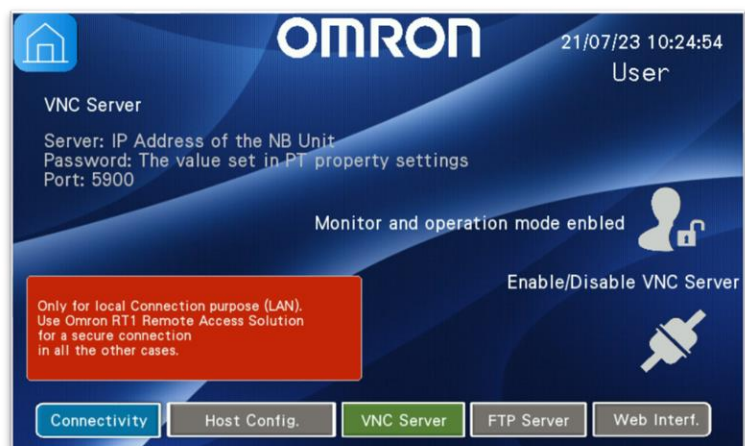 OMRON
21/07/23 10:24:54
User
VNC Server
Server: IP Address of the NB Unit
Password: The value set in PT property settings
Port: 5900
Monitor and operation mode enbled
Enable/Disable VNC Server
Only for local Connection purpose (LAN).
Use Omron RT1 Remote Access Solution
for a secure connection
in all the other cases.
Connectivity
Host Config.
VNC Server
FTP Server
Web Interf.